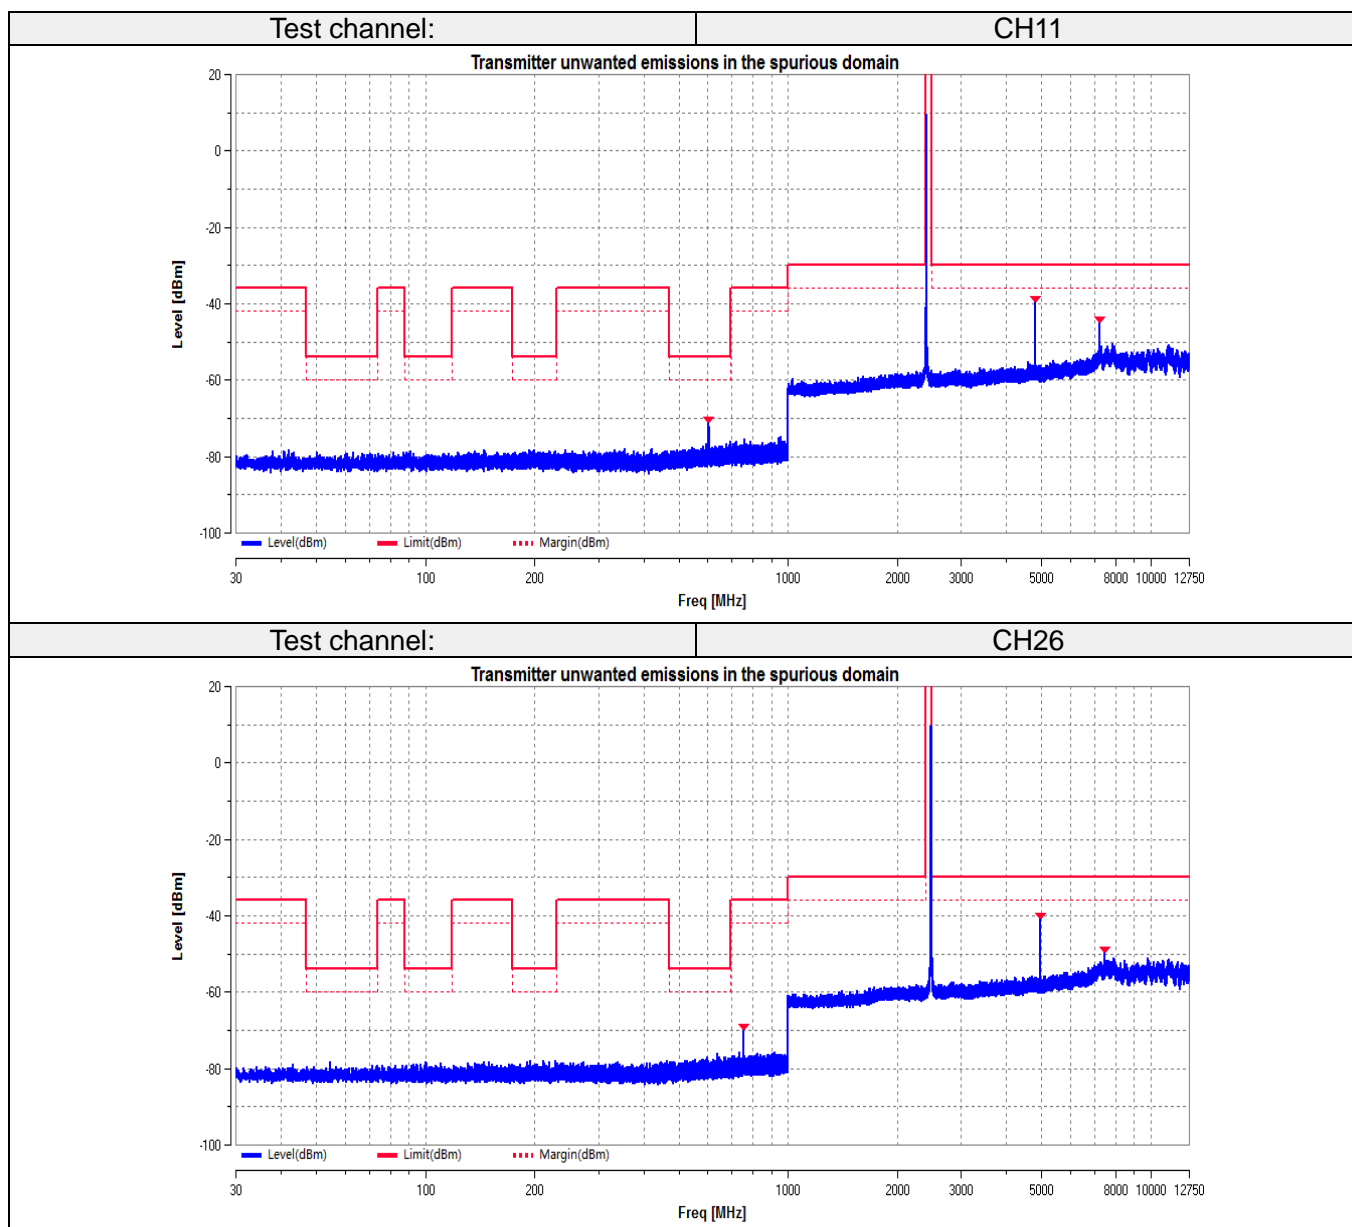 Test channel: CH11
Transmitter unwanted emissions in the spurious domain
20
0
-20
-40
-60
-80
-100
Level [dBm]
Level(dBm) Limit(dBm) Margin(dBm)
30 100 200 1000 2000 3000 5000 8000 10000 12750
Freq [MHz]
Test channel: CH26
Transmitter unwanted emissions in the spurious domain
20
0
-20
-40
-60
-80
-100
Level [dBm]
Level(dBm) Limit(dBm) Margin(dBm)
30 100 200 1000 2000 3000 5000 8000 10000 12750
Freq [MHz]